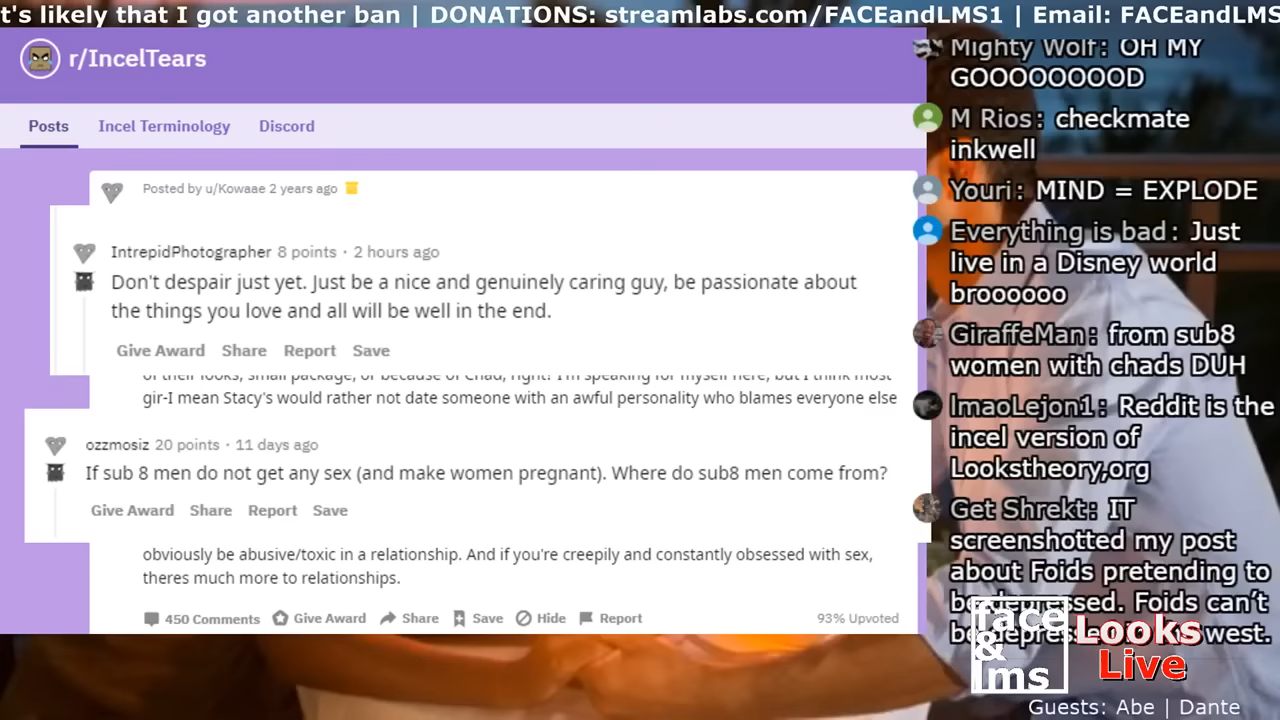 t's likely that I got another ban | DONATIONS: streamlabs.com/FACEandLMS1 | Email: FACEandLMS
r/IncelTears
Posts Incel Terminology Discord
Posted by u/Kowaae 2 years ago
IntrepidPhotographer 8 points · 2 hours ago
Don't despair just yet. Just be a nice and genuinely caring guy, be passionate about
the things you love and all will be well in the end.
Give Award Share Report Save
of their looks, small package, or because of Chad, right? I'm speaking for myself here, but I think most
gir-I mean Stacy's would rather not date someone with an awful personality who blames everyone else
ozzmosiz 20 points · 11 days ago
If sub 8 men do not get any sex (and make women pregnant). Where do sub8 men come from?
Give Award Share Report Save
obviously be abusive/toxic in a relationship. And if you're creepily and constantly obsessed with sex,
theres much more to relationships.
450 Comments Give Award Share Save Hide Report 93% Upvoted
Mighty Wolf: OH MY
GOOOOOOOOD
M Rios: checkmate
inkwell
Youri: MIND = EXPLODE
Everything is bad: Just
live in a Disney world
broooooo
GiraffeMan: from sub8
women with chads DUH
lmaoLejon1: Reddit is the
incel version of
Lookstheory,org
Get Shrekt: IT
screenshotted my post
about Foids pretending to
be depressed. Foids can't
be depressed west.
face
& lms
Looks
Live
Guests: Abe | Dante